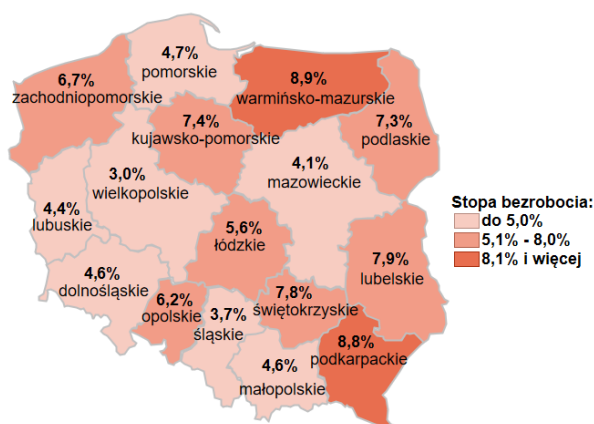 4,7%
pomorskie
6,7%
zachodniopomorskie
8,9%
warmińsko-mazurskie
7,4%
kujawsko-pomorskie
7,3%
podlaskie
3,0%
wielkopolskie
4,1%
mazowieckie
4,4%
lubuskie
5,6%
łódzkie
7,9%
lubelskie
4,6%
dolnośląskie
6,2%
opolskie
3,7%
śląskie
7,8%
świętokrzyskie
8,8%
podkarpackie
4,6%
małopolskie
Stopa bezrobocia:
do 5,0%
5,1% - 8,0%
8,1% i więcej